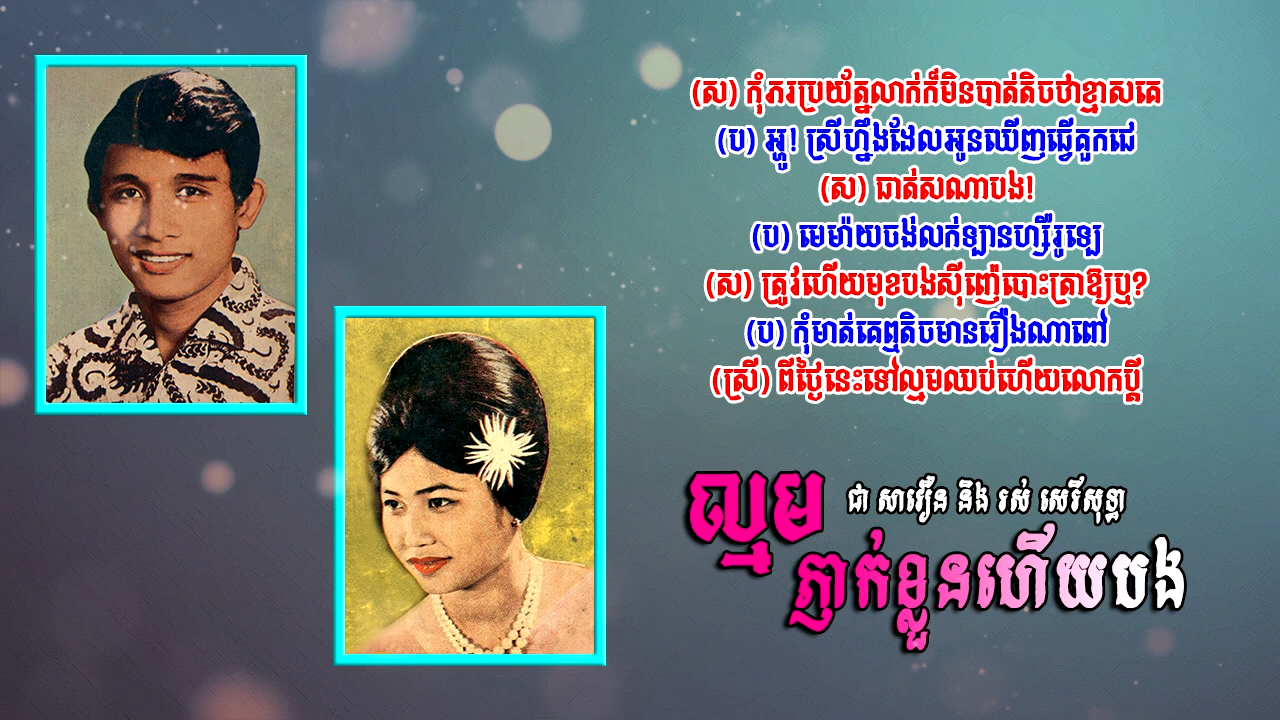 (ស) កុំភរប្រយ័ត្នលាក់ក៏មិនបាត់តិចថាខ្មាសគេ
(ប) អ្ហូ! ស្រីហ្នឹងដែលអូនឃើញធ្វើគួកជេ
(ស) ធាត់សណាបង!
(ប) មេម៉ាយចង់លក់ឡានហ្ស៊ឺរ៉ូឡេ
(ស) ត្រូវហើយមុខបងស៊ីញ៉េបោះត្រាឱ្យឬ?
(ប) កុំមាត់គេឮតិចមានរឿងណាពៅ
(ស្រី) ពីថ្ងៃនេះទៅល្មមឈប់ហើយលោកប្តី
ល្មម
ជា សាវឿន និង រស់ សេរីសុទ្ធា
ភ្ញាក់ខ្លួនហើយបង